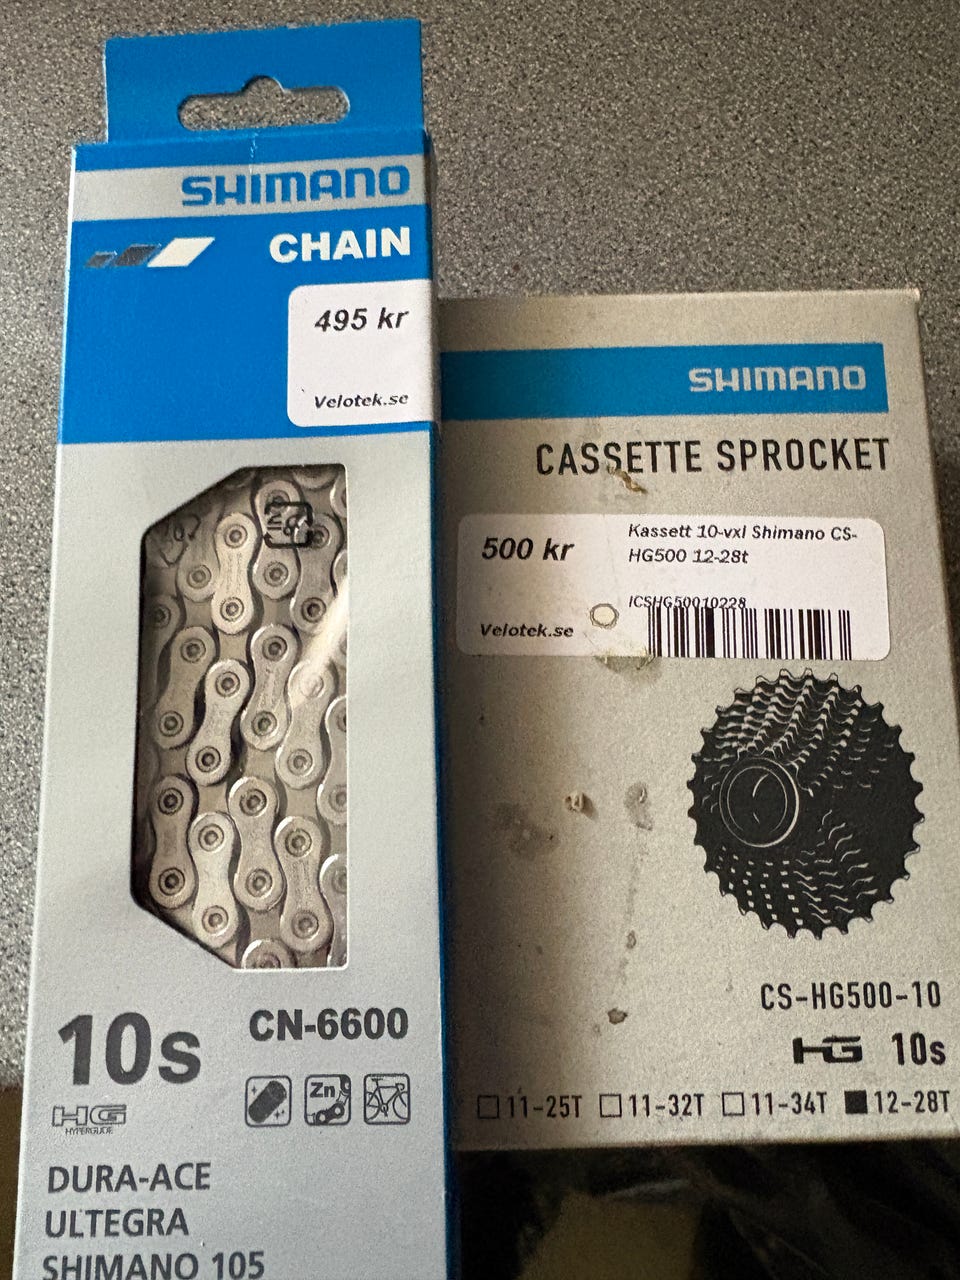 SHIMANO
CHAIN
495 kr
Velotek.se
10s
CN-6600
HG
HYPERGLIDE
Zn
DURA-ACE
ULTEGRA
SHIMANO 105
SHIMANO
CASSETTE SPROCKET
500 kr
Kassett 10-vxl Shimano CS-
HG500 12-28t
ICSHG50010228
Velotek.se
CS-HG500-10
HG 10s
11-25T 11-32T 11-34T 12-28T